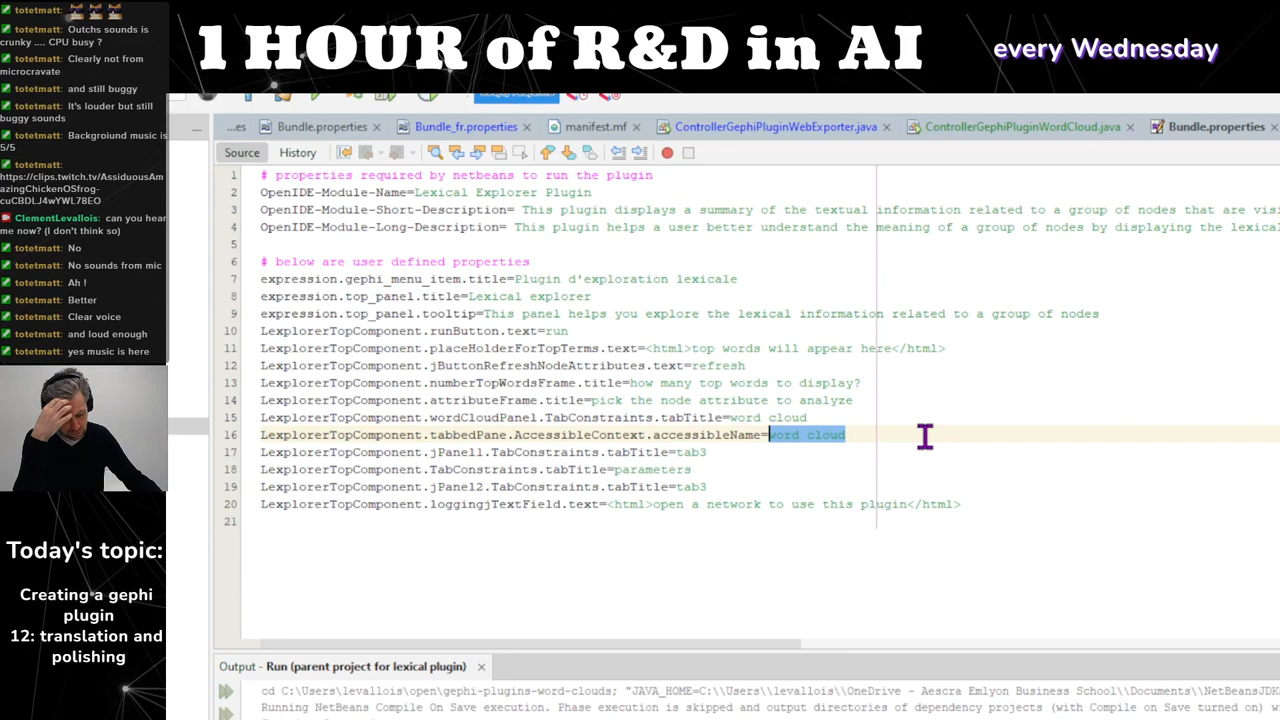 totetmatt:
totetmatt: Outchs sounds is
crunky .... CPU busy ?
totetmatt: Clearly not from
microcravate
totetmatt: and still buggy
totetmatt: It's louder but still
buggy sounds
totetmatt: Backgroiund music is
5/5
totetmatt:
https://clips.twitch.tv/AssiduousAm
azingChickenOSfrog-
cuCBDLJ4wYWL78EO
ClementLevallois: can you hear
me now? (I don't think so)
totetmatt: No
totetmatt: No sounds from mic
totetmatt: Ah !
totetmatt: Better
totetmatt: Clear voice
totetmatt: and loud enough
totetmatt: yes music is here
1 HOUR of R&D in AI
every Wednesday
...es
Bundle.properties
Bundle_fr.properties
manifest.mf
ControllerGephiPluginWebExporter.java
ControllerGephiPluginWordCloud.java
Bundle.properties
Source History
1 # properties required by netbeans to run the plugin
2 OpenIDE-Module-Name=Lexical Explorer Plugin
3 OpenIDE-Module-Short-Description= This plugin displays a summary of the textual information related to a group of nodes that are visi
4 OpenIDE-Module-Long-Description= This plugin helps a user better understand the meaning of a group of nodes by displaying the lexical
5
6 # below are user defined properties
7 expression.gephi_menu_item.title=Plugin d'exploration lexicale
8 expression.top_panel.title=Lexical explorer
9 expression.top_panel.tooltip=This panel helps you explore the lexical information related to a group of nodes
10 LexplorerTopComponent.runButton.text=run
11 LexplorerTopComponent.placeHolderForTopTerms.text=<html>top words will appear here</html>
12 LexplorerTopComponent.jButtonRefreshNodeAttributes.text=refresh
13 LexplorerTopComponent.numberTopWordsFrame.title=how many top words to display?
14 LexplorerTopComponent.attributeFrame.title=pick the node attribute to analyze
15 LexplorerTopComponent.wordCloudPanel.TabConstraints.tabTitle=word cloud
16 LexplorerTopComponent.tabbedPane.AccessibleContext.accessibleName=word cloud
17 LexplorerTopComponent.jPanel1.TabConstraints.tabTitle=tab3
18 LexplorerTopComponent.TabConstraints.tabTitle=parameters
19 LexplorerTopComponent.jPanel2.TabConstraints.tabTitle=tab3
20 LexplorerTopComponent.loggingjTextField.text=<html>open a network to use this plugin</html>
21
Today's topic:
Creating a gephi
plugin
12: translation and
polishing
Output - Run (parent project for lexical plugin)
cd C:\Users\levallois\open\gephi-plugins-word-clouds; "JAVA_HOME=C:\\Users\\levallois\\OneDrive - Aescra Emlyon Business School\\Documents\\NetBeansJDK
Running NetBeans Compile On Save execution. Phase execution is skipped and output directories of dependency projects (with Compile on Save turned on) wi